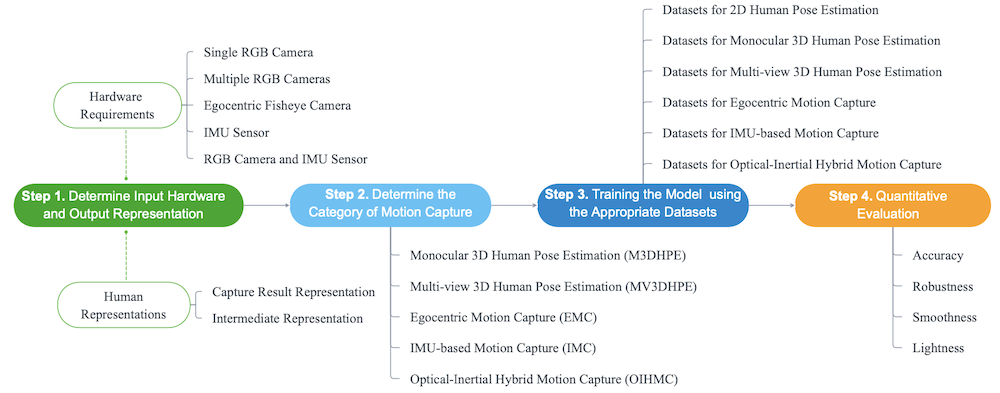 Hardware
Requirements
Single RGB Camera
Multiple RGB Cameras
Egocentric Fisheye Camera
IMU Sensor
RGB Camera and IMU Sensor
Step 1. Determine Input Hardware
and Output Representation
Human
Representations
Capture Result Representation
Intermediate Representation
Step 2. Determine the
Category of Motion Capture
Monocular 3D Human Pose Estimation (M3DHPE)
Multi-view 3D Human Pose Estimation (MV3DHPE)
Egocentric Motion Capture (EMC)
IMU-based Motion Capture (IMC)
Optical-Inertial Hybrid Motion Capture (OIHMC)
Datasets for 2D Human Pose Estimation
Datasets for Monocular 3D Human Pose Estimation
Datasets for Multi-view 3D Human Pose Estimation
Datasets for Egocentric Motion Capture
Datasets for IMU-based Motion Capture
Datasets for Optical-Inertial Hybrid Motion Capture
Step 3. Training the Model using
the Appropriate Datasets
Step 4. Quantitative
Evaluation
Accuracy
Robustness
Smoothness
Lightness